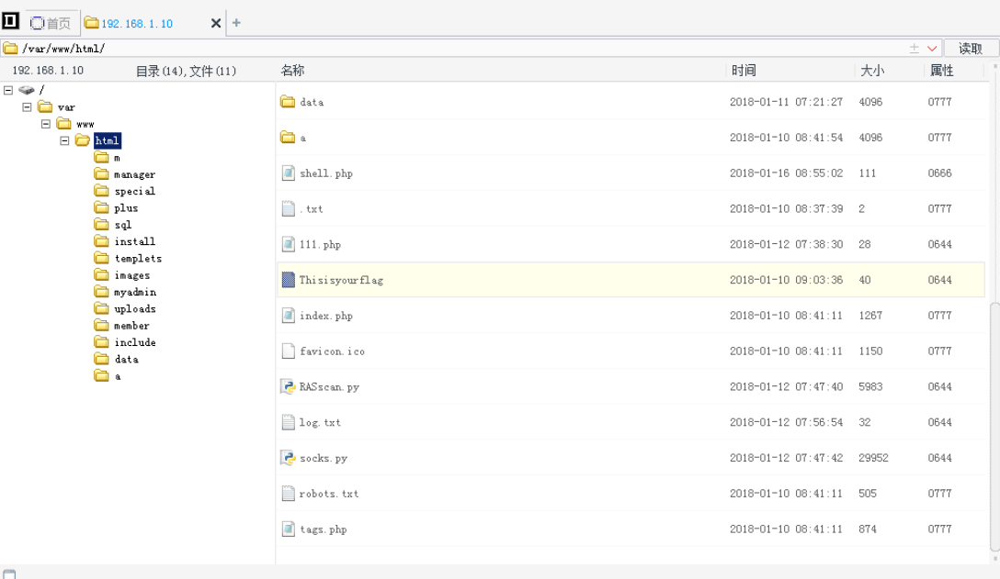 首页 192.168.1.10
/var/www/html/ 读取
192.168.1.10 目录(14),文件(11) 名称 时间 大小 属性
/
var
www
html
m
manager
special
plus
sql
install
templets
images
myadmin
uploads
member
include
data
a
data 2018-01-11 07:21:27 4096 0777
a 2018-01-10 08:41:54 4096 0777
shell.php 2018-01-16 08:55:02 111 0666
.txt 2018-01-10 08:37:39 2 0777
111.php 2018-01-12 07:38:30 28 0644
Thisisyourflag 2018-01-10 09:03:36 40 0644
index.php 2018-01-10 08:41:11 1267 0777
favicon.ico 2018-01-10 08:41:11 1150 0777
RASscan.py 2018-01-12 07:47:40 5983 0644
log.txt 2018-01-12 07:56:54 32 0644
socks.py 2018-01-12 07:47:42 29952 0644
robots.txt 2018-01-10 08:41:11 505 0777
tags.php 2018-01-10 08:41:11 874 0777